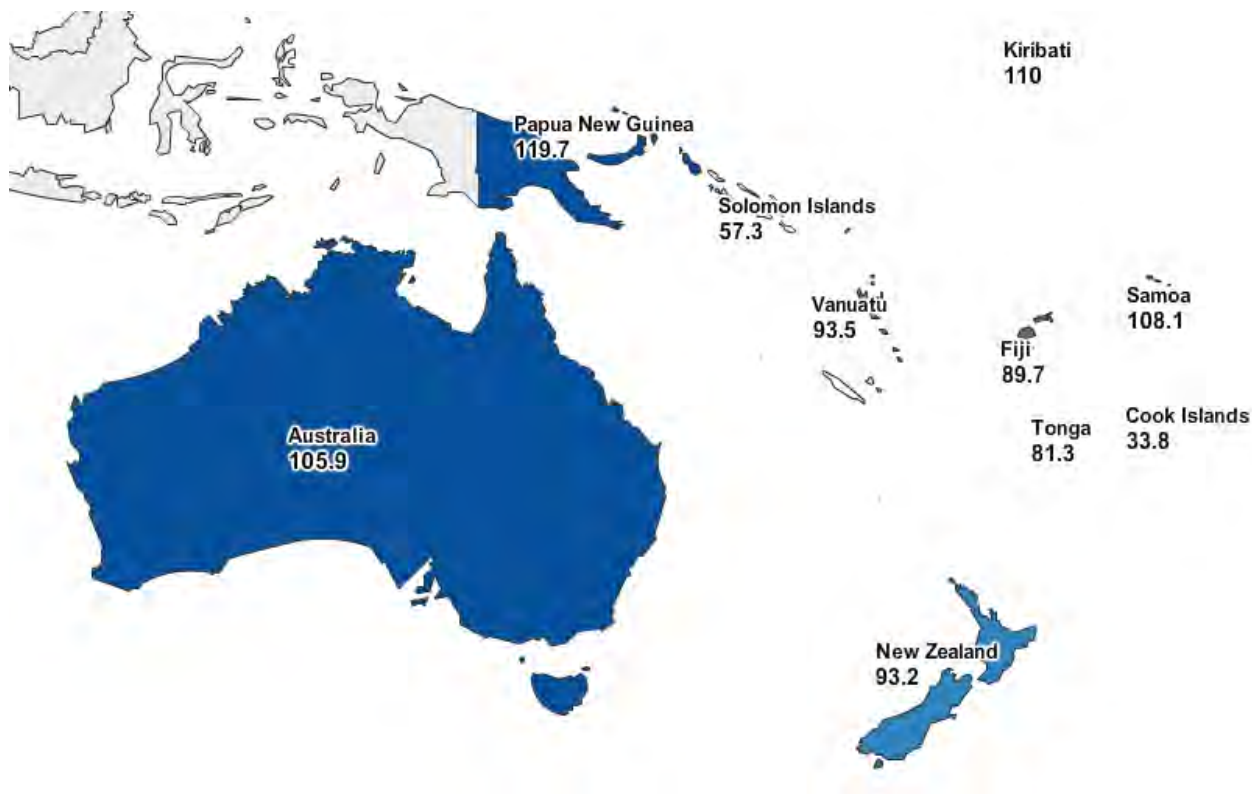 Kiribati
110
Papua New Guinea
119.7
Solomon Islands
57.3
Vanuatu
93.5
Samoa
108.1
Fiji
89.7
Cook Islands
33.8
Tonga
81.3
Australia
105.9
New Zealand
93.2